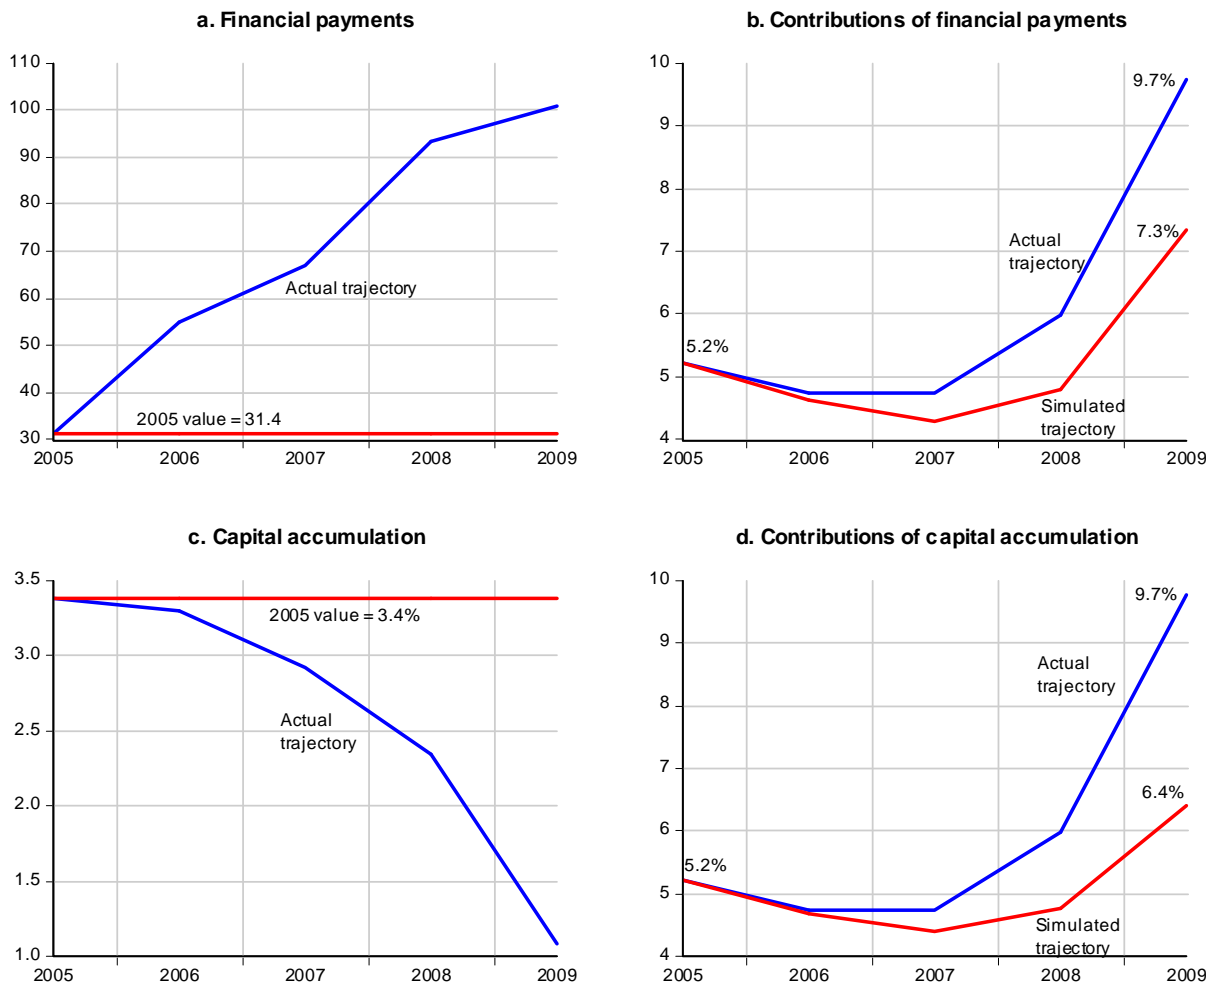 a. Financial payments
110
100
90
80
70
60
50
40
30
Actual trajectory
2005 value = 31.4
2005 2006 2007 2008 2009
b. Contributions of financial payments
10
9
8
7
6
5
4
9.7%
7.3%
Actual
trajectory
5.2%
Simulated
trajectory
2005 2006 2007 2008 2009
c. Capital accumulation
3.5
3.0
2.5
2.0
1.5
1.0
2005 value = 3.4%
Actual
trajectory
2005 2006 2007 2008 2009
d. Contributions of capital accumulation
10
9
8
7
6
5
4
9.7%
Actual
trajectory
6.4%
5.2%
Simulated
trajectory
2005 2006 2007 2008 2009